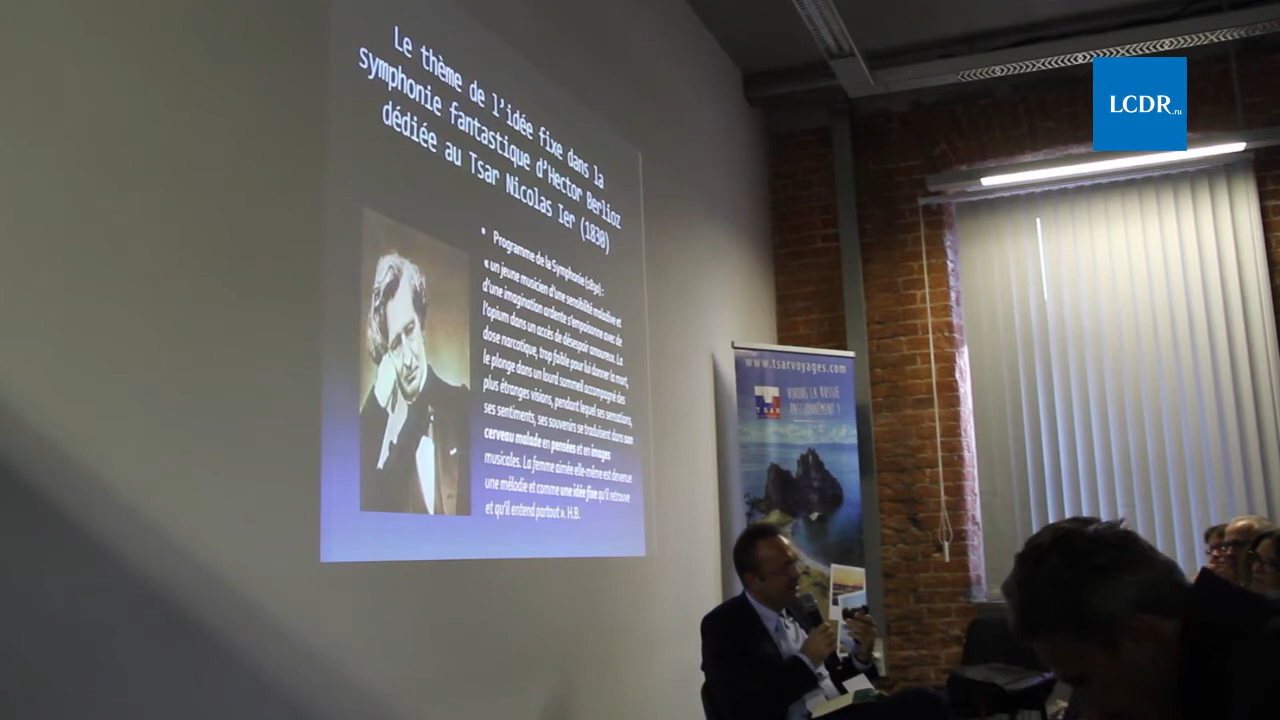 Le thème de l'idée fixe dans la
symphonie fantastique d'Hector Berlioz
dédiée au Tsar Nicolas Ier (1830)
• Programme de la Symphonie (1830) :
« un jeune musicien d'une sensibilité maladive et
d'une imagination ardente s'empoisonne avec de
l'opium dans un accès de désespoir amoureux. La
dose narcotique, trop faible pour lui donner la mort,
le plonge dans un lourd sommeil accompagné des
plus étranges visions, pendant lequel ses sensations,
ses sentiments, ses souvenirs se traduisent dans son
cerveau malade en pensées et en images
musicales. La femme aimée elle-même est devenue
une mélodie et comme une idée fixe qu'il retrouve
et qu'il entend partout ». H.B.
LCDR.ru
www.tsarvoyages.com
TSAR
VIVONS LA RUSSIE
PASSIONNÉMENT !